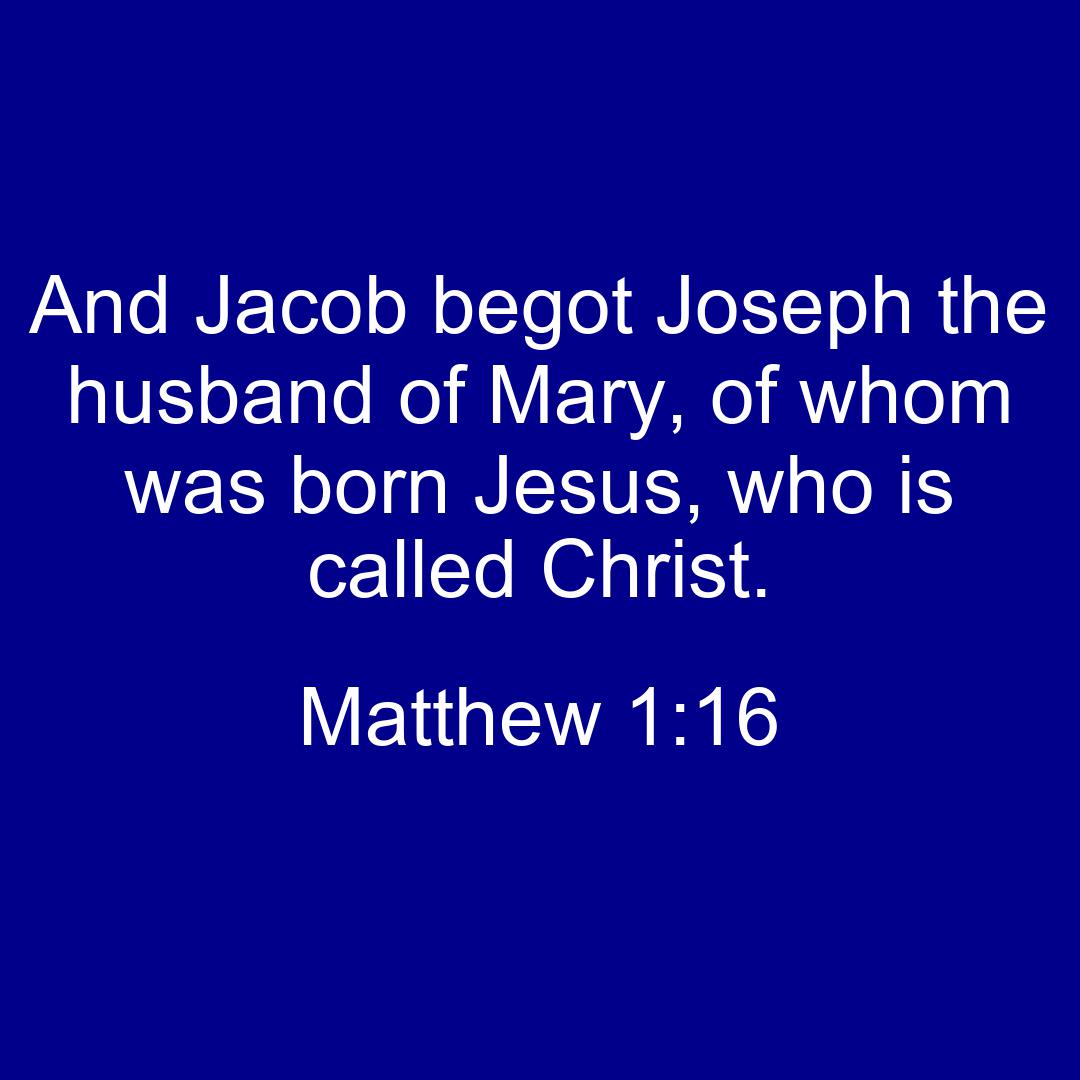 And Jacob begot Joseph the
husband of Mary, of whom
was born Jesus, who is
called Christ.
Matthew 1:16